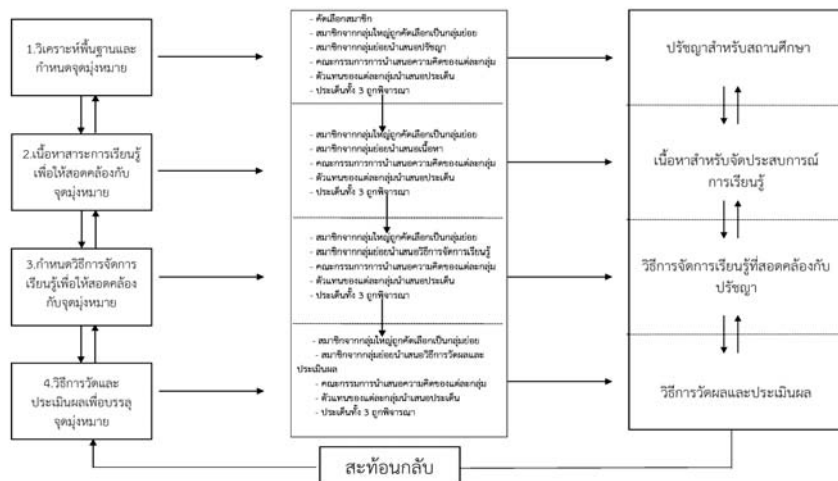 1.วิเคราะห์พื้นฐานและ
กำหนดจุดมุ่งหมาย
2.เนื้อหาสาระการเรียนรู้
เพื่อให้สอดคล้องกับ
จุดมุ่งหมาย
3.กำหนดวิธีการจัดการ
เรียนรู้เพื่อให้สอดคล้อง
กับจุดมุ่งหมาย
4.วิธีการวัดและ
ประเมินผลเพื่อบรรลุ
จุดมุ่งหมาย
- คัดเลือกสมาชิก
- สมาชิกจากกลุ่มใหญ่ถูกคัดเลือกเป็นกลุ่มย่อย
- สมาชิกจากกลุ่มย่อยนำเสนอปรัชญา
- คณะกรรมการการนำเสนอความคิดของแต่ละกลุ่ม
- ตัวแทนของแต่ละกลุ่มนำเสนอประเด็น
- ประเด็นทั้ง 3 ถูกพิจารณา
- สมาชิกจากกลุ่มใหญ่ถูกคัดเลือกเป็นกลุ่มย่อย
- สมาชิกจากกลุ่มย่อยนำเสนอเนื้อหา
- คณะกรรมการการนำเสนอความคิดของแต่ละกลุ่ม
- ตัวแทนของแต่ละกลุ่มนำเสนอประเด็น
- ประเด็นทั้ง 3 ถูกพิจารณา
- สมาชิกจากกลุ่มใหญ่ถูกคัดเลือกเป็นกลุ่มย่อย
- สมาชิกจากกลุ่มย่อยนำเสนอวิธีการจัดการเรียนรู้
- คณะกรรมการการนำเสนอความคิดของแต่ละกลุ่ม
- ตัวแทนของแต่ละกลุ่มนำเสนอประเด็น
- ประเด็นทั้ง 3 ถูกพิจารณา
- สมาชิกจากกลุ่มใหญ่ถูกคัดเลือกเป็นกลุ่มย่อย
- สมาชิกจากกลุ่มย่อยนำเสนอวิธีการวัดผลและ
ประเมินผล
- คณะกรรมการการนำเสนอความคิดของแต่ละกลุ่ม
- ตัวแทนของแต่ละกลุ่มนำเสนอประเด็น
- ประเด็นทั้ง 3 ถูกพิจารณา
ปรัชญาสำหรับสถานศึกษา
เนื้อหาสำหรับจัดประสบการณ์
การเรียนรู้
วิธีการจัดการเรียนรู้ที่สอดคล้องกับ
ปรัชญา
วิธีการวัดผลและประเมินผล
สะท้อนกลับ